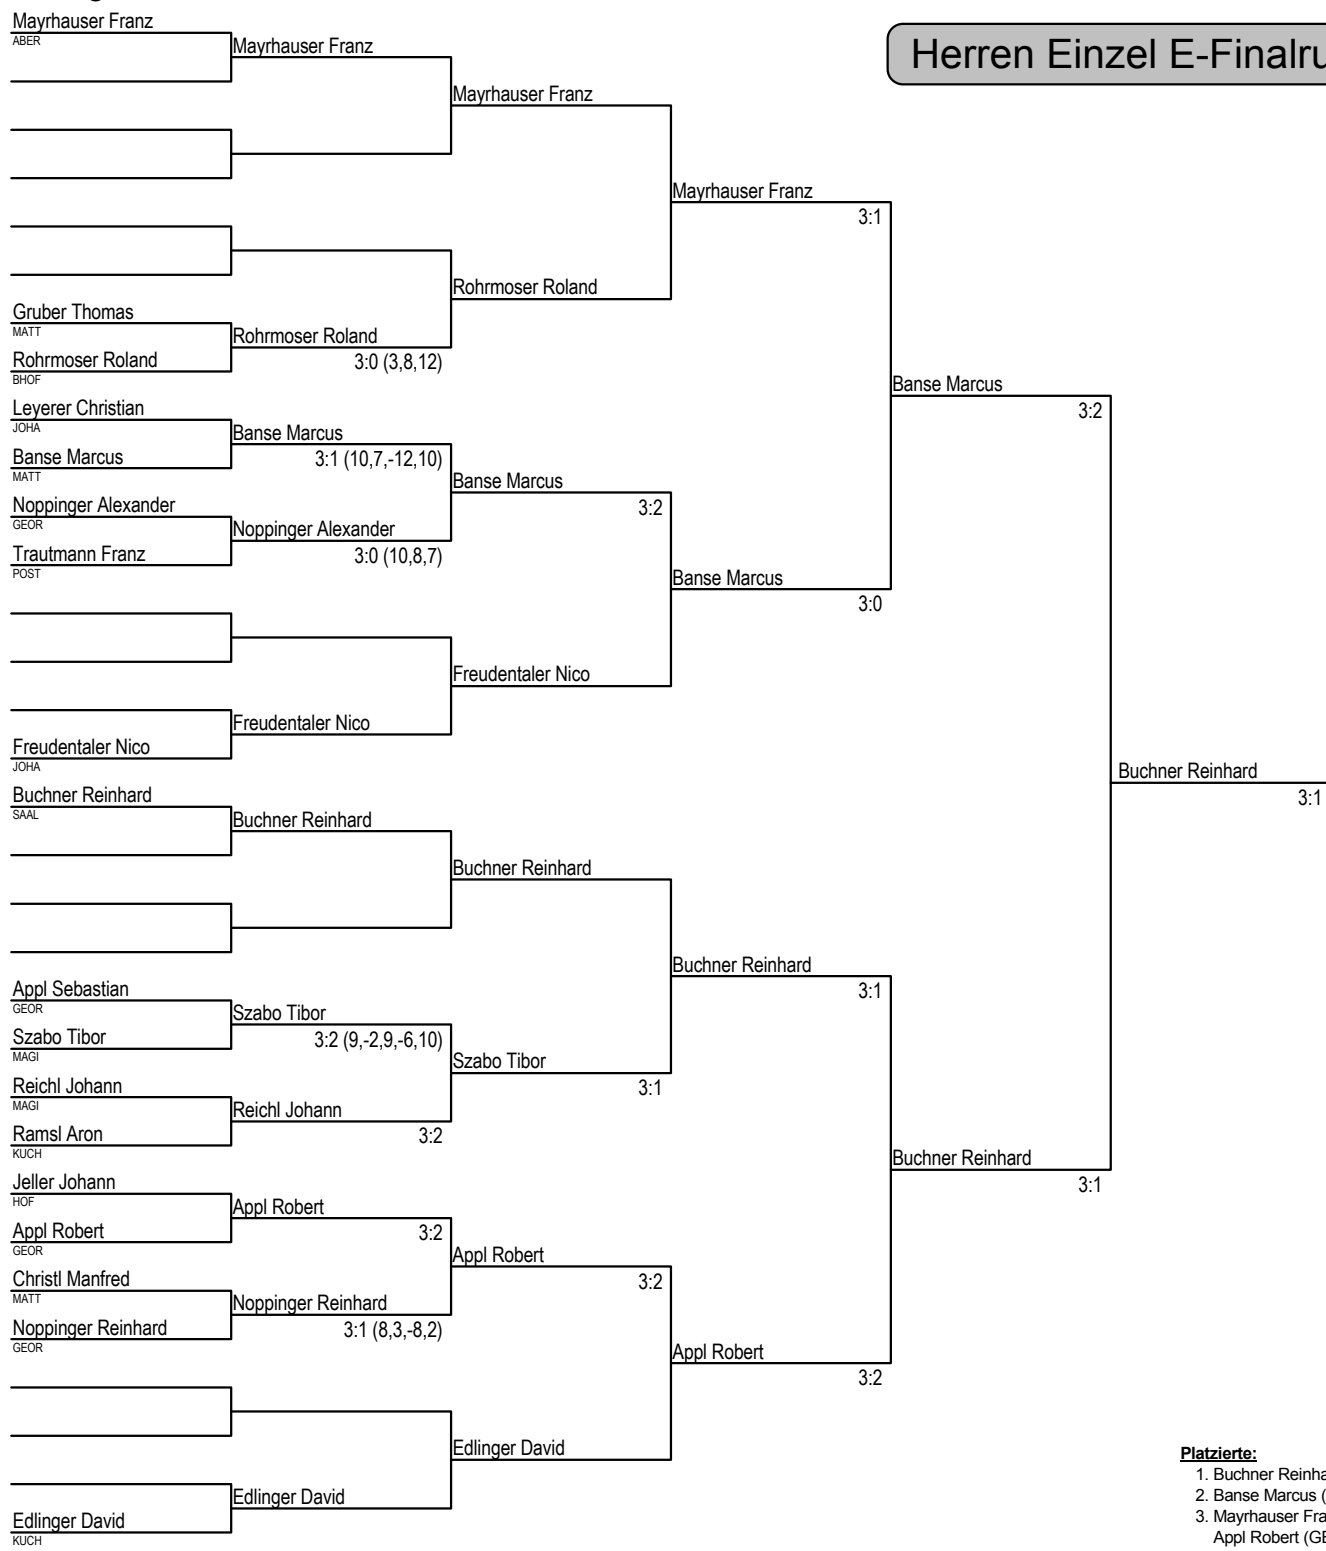 Herren Einzel E-Finalru
Mayrhauser Franz
ABER
Gruber Thomas
MATT
Rohrmoser Roland
BHOF
Leyerer Christian
JOHA
Banse Marcus
MATT
Noppinger Alexander
GEOR
Trautmann Franz
POST
Freudentaler Nico
JOHA
Buchner Reinhard
SAAL
Appl Sebastian
GEOR
Szabo Tibor
MAGI
Reichl Johann
MAGI
Ramsl Aron
KUCH
Jeller Johann
HOF
Appl Robert
GEOR
Christl Manfred
MATT
Noppinger Reinhard
GEOR
Edlinger David
KUCH
Mayrhauser Franz
Rohrmoser Roland
3:0 (3,8,12)
Banse Marcus
3:1 (10,7,-12,10)
Noppinger Alexander
3:0 (10,8,7)
Freudentaler Nico
Buchner Reinhard
Szabo Tibor
3:2 (9,-2,9,-6,10)
Reichl Johann
3:2
Appl Robert
3:2
Noppinger Reinhard
3:1 (8,3,-8,2)
Edlinger David
Mayrhauser Franz
Rohrmoser Roland
Banse Marcus
3:2
Freudentaler Nico
Buchner Reinhard
Szabo Tibor
3:1
Appl Robert
3:2
Edlinger David
Mayrhauser Franz
3:1
Banse Marcus
3:0
Buchner Reinhard
3:1
Appl Robert
3:2
Banse Marcus
3:2
Buchner Reinhard
3:1
Buchner Reinhard
3:1
Platzierte:
1. Buchner Reinha
2. Banse Marcus (
3. Mayrhauser Fra
Appl Robert (GE